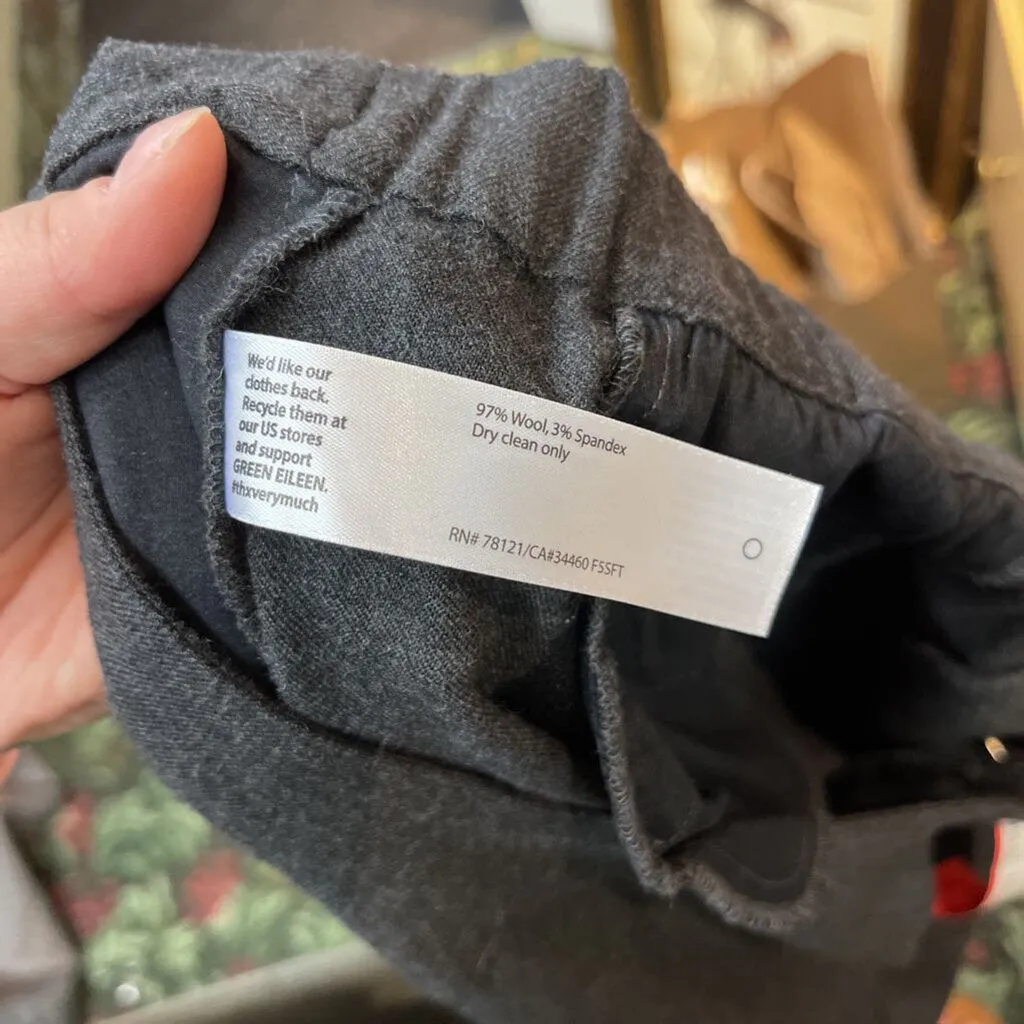 We'd like our
clothes back.
Recycle them at
our US stores
and support
GREEN EILEEN.
#thxverymuch
97% Wool, 3% Spandex
Dry clean only
RN# 78121/CA#34460 F5SFT